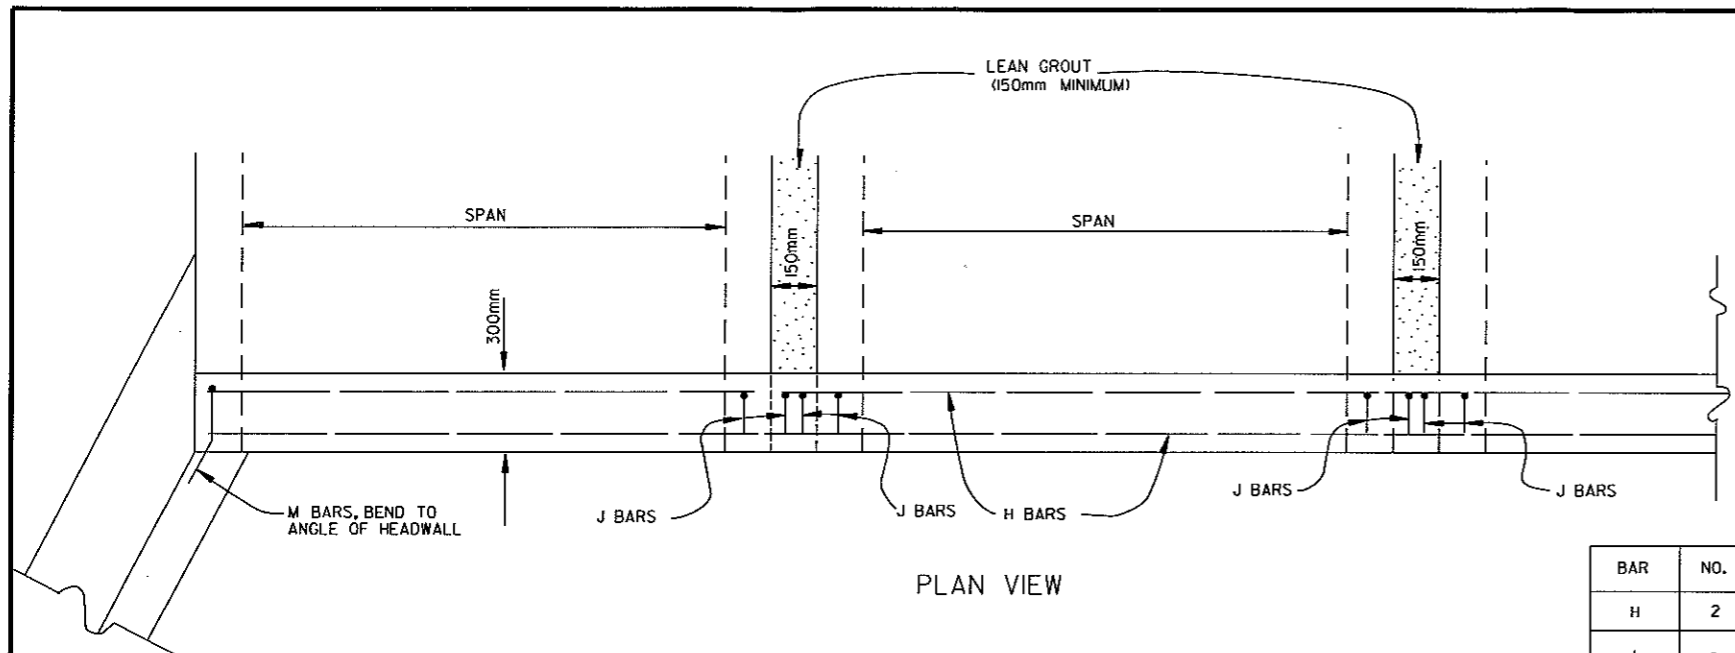 LEAN GROUT
(150mm MINIMUM)
SPAN
SPAN
150mm
150mm
300mm
M BARS, BEND TO
ANGLE OF HEADWALL
J BARS
J BARS
H BARS
J BARS
J BARS
PLAN VIEW
BAR NO.
H 2